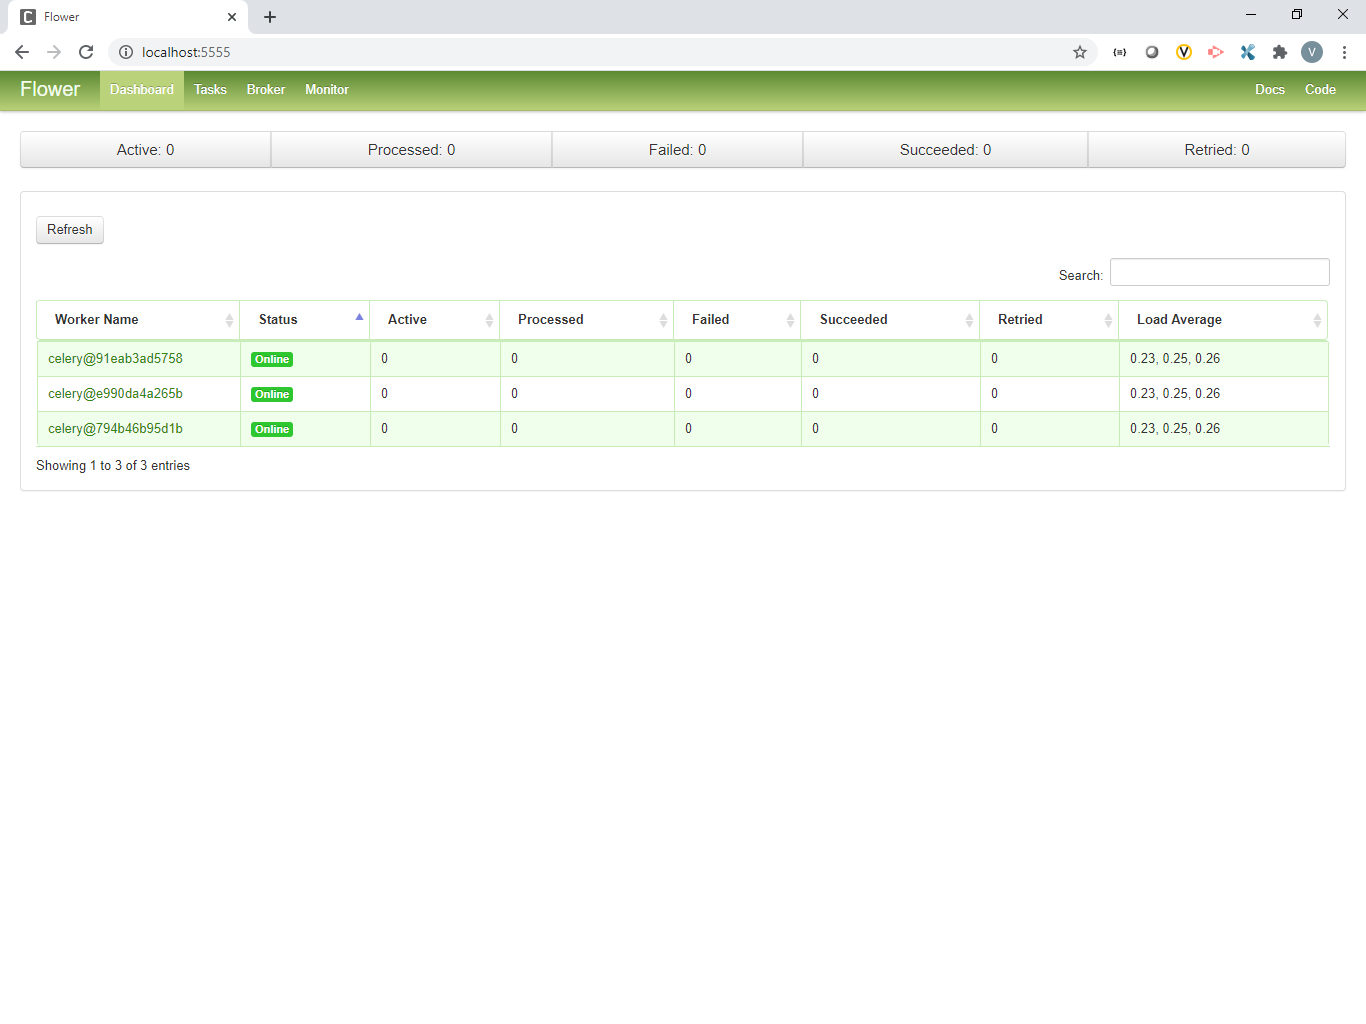 Flower
localhost:5555
V
Flower Dashboard Tasks Broker Monitor Docs Code
Active: 0 Processed: 0 Failed: 0 Succeeded: 0 Retried: 0
Refresh
Search:
Worker Name Status Active Processed Failed Succeeded Retried Load Average
celery@91eab3ad5758 Online 0 0 0 0 0 0.23, 0.25, 0.26
celery@e990da4a265b Online 0 0 0 0 0 0.23, 0.25, 0.26
celery@794b46b95d1b Online 0 0 0 0 0 0.23, 0.25, 0.26
Showing 1 to 3 of 3 entries